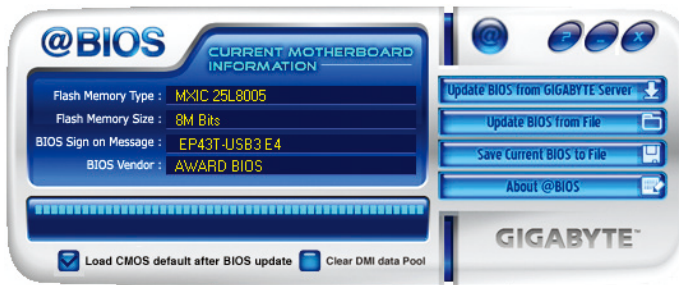 @BIOS
CURRENT MOTHERBOARD
INFORMATION
Flash Memory Type : MXIC 25L8005
Flash Memory Size : 8M Bits
BIOS Sign on Message : EP43T-USB3 E4
BIOS Vendor : AWARD BIOS
Load CMOS default after BIOS update
Clear DMI data Pool
@
? _ X
Update BIOS from GIGABYTE Server
Update BIOS from File
Save Current BIOS to File
About @BIOS
GIGABYTE™